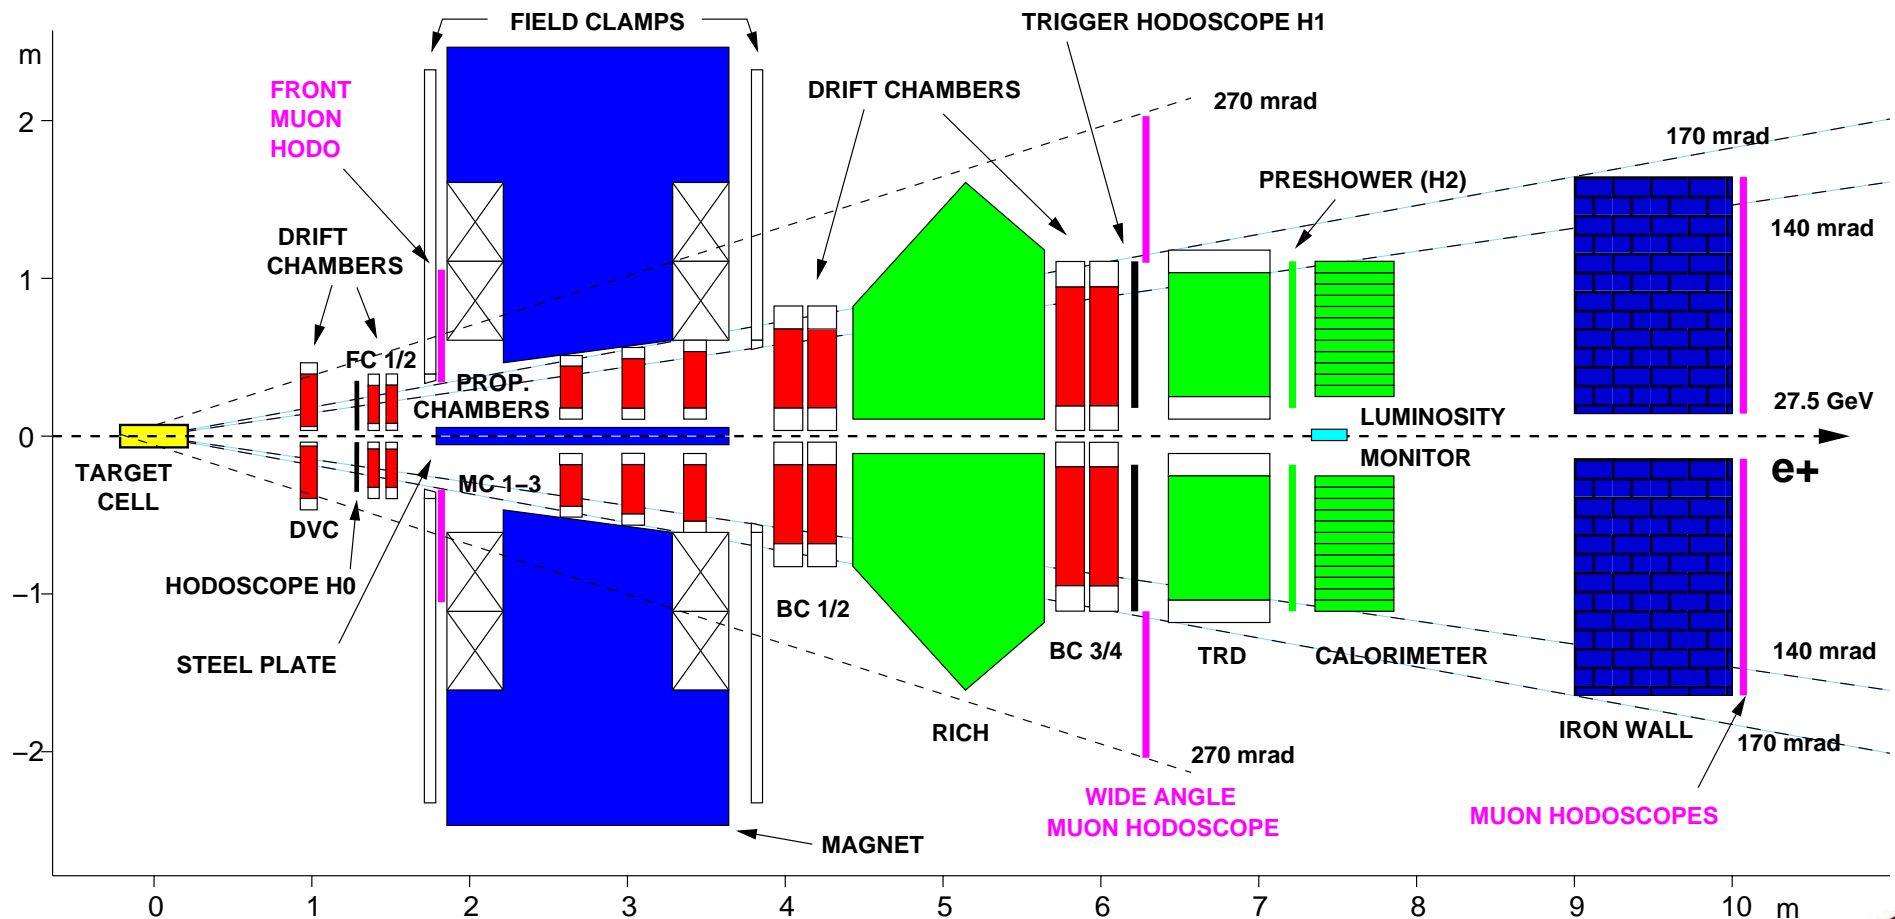 FIELD CLAMPS
TRIGGER HODOSCOPE H1
m
FRONT
MUON
HODO
DRIFT CHAMBERS
270 mrad
2
170 mrad
PRESHOWER (H2)
140 mrad
DRIFT
CHAMBERS
1
FC 1/2
PROP.
CHAMBERS
27.5 GeV
LUMINOSITY
0
MONITOR
e+
TARGET
CELL
MC 1–3
DVC
HODOSCOPE H0
–1
BC 1/2
STEEL PLATE
BC 3/4
TRD
CALORIMETER
140 mrad
RICH
IRON WALL
170 mrad
–2
270 mrad
WIDE ANGLE
MUON HODOSCOPE
MUON HODOSCOPES
MAGNET
0 1 2 3 4 5 6 7 8 9 10 m